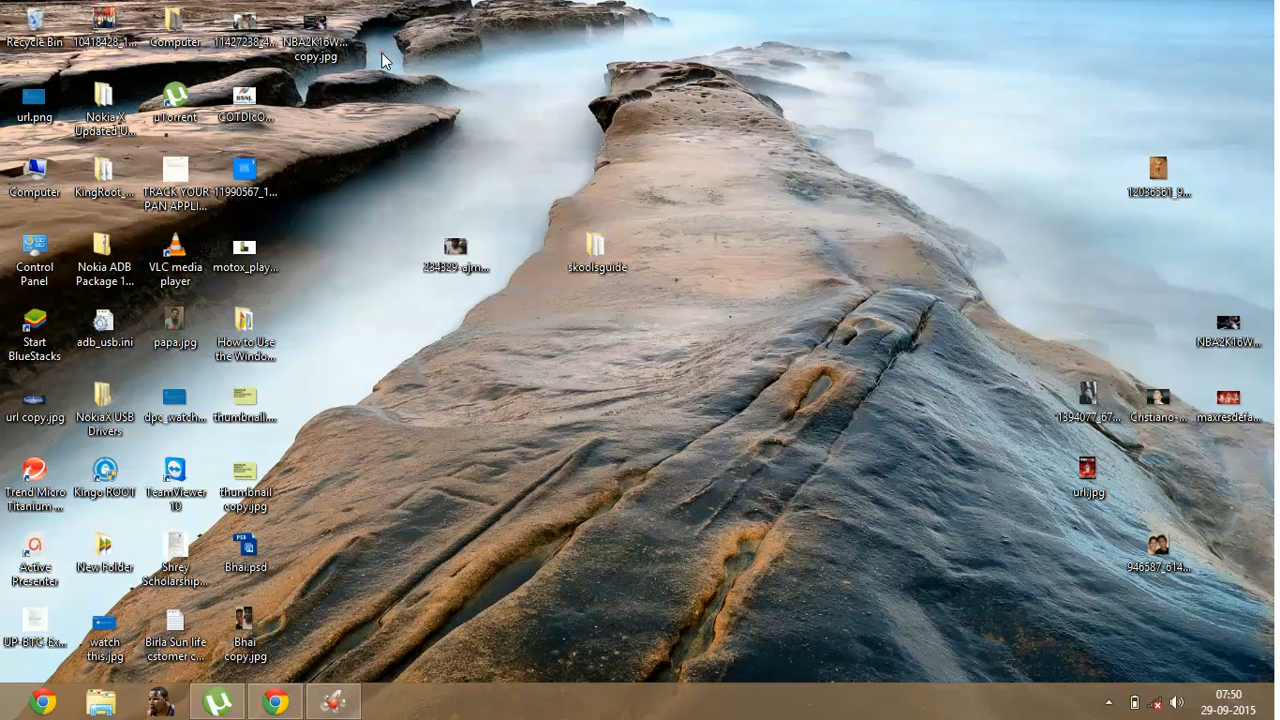 Recycle Bin
10418428_1...
Computer
11427238_4...
NBA2K16W...
copy.jpg
url.png
Nokia X
Updated U...
µTorrent
COTDIcO...
Computer
KingRoot_...
TRACK YOUR
PAN APPLI...
11990567_1...
12036361_9...
Control
Panel
Nokia ADB
Package 1...
VLC media
player
motox_play...
234329-ajm...
skoolsguide
Start
BlueStacks
adb_usb.ini
papa.jpg
How to Use
the Windo...
NBA2K16W...
url copy.jpg
NokiaX USB
Drivers
dpc_watch...
thumbnail....
1394077_67...
Cristiano-...
maxresdefa...
Trend Micro
Titanium ...
Kingo ROOT
TeamViewer
10
thumbnail
copy.jpg
url.jpg
Active
Presenter
New Folder
Shrey
Scholarship...
Bhai.psd
946587_614...
UP-BTC-Ex...
watch
this.jpg
Birla Sun life
cstomer c...
Bhai
copy.jpg
07:50
29-09-2015